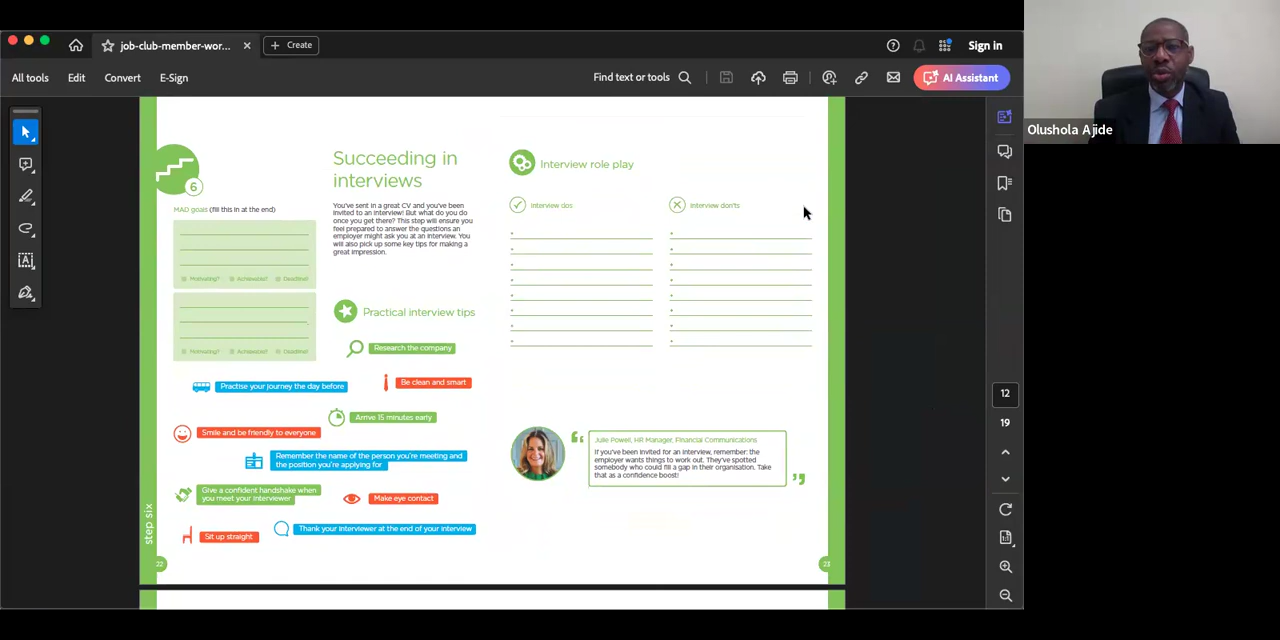 job-club-member-wor...
Create
Sign in
All tools
Edit
Convert
E-Sign
Find text or tools
AI Assistant
Olushola Ajide
6
MAD goals (fill this in at the end)
Motivating?
Achievable?
Deadline?
Motivating?
Achievable?
Deadline?
Succeeding in
interviews
You've sent in a great CV and you've been
invited to an interview! But what do you do
once you get there? This step will ensure you
feel prepared to answer the questions an
employer might ask you at an interview. You
will also pick up some key tips for making a
great impression.
Practical interview tips
Research the company
Practise your journey the day before
Be clean and smart
Arrive 15 minutes early
Smile and be friendly to everyone
Remember the name of the person you're meeting and
the position you're applying for
Give a confident handshake when
you meet your interviewer
Make eye contact
Sit up straight
Thank your interviewer at the end of your interview
step six
22
Interview role play
Interview dos
Interview don'ts
Julie Powell, HR Manager, Financial Communications
If you've been invited for an interview, remember: the
employer wants things to work out. They've spotted
somebody who could fill a gap in their organisation. Take
that as a confidence boost!
23
12
19